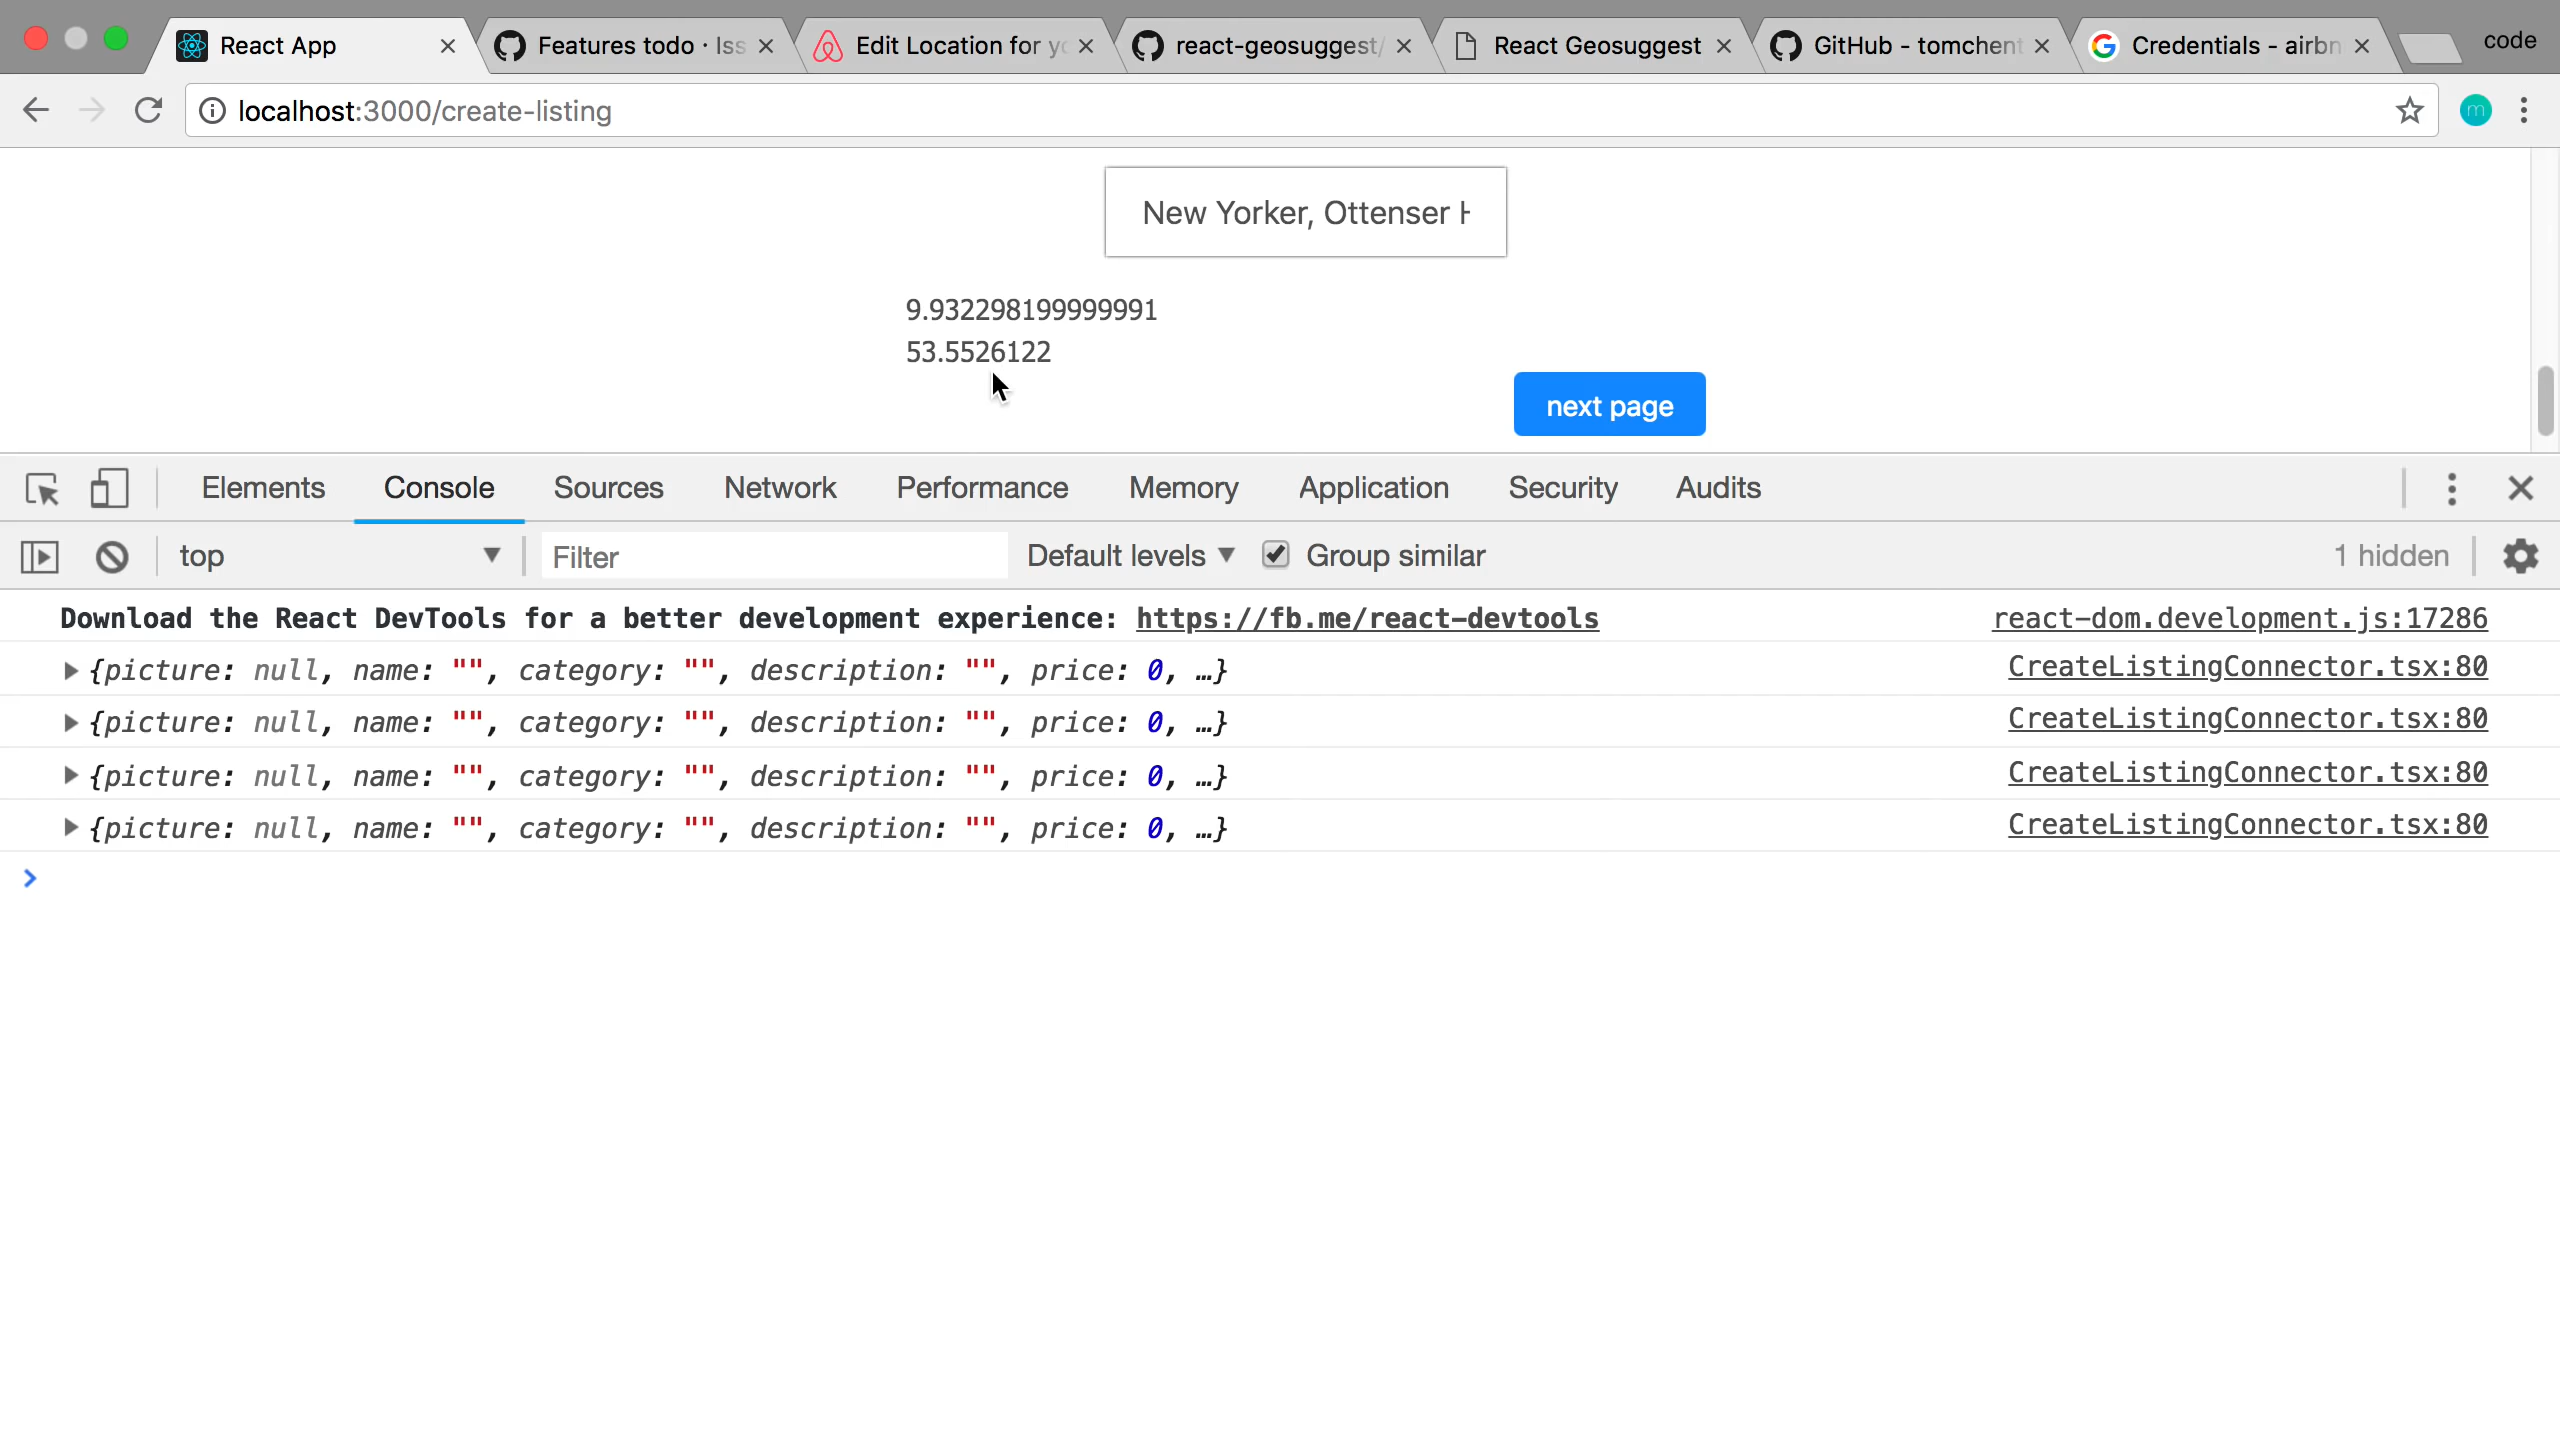 React App
Features todo · Iss
Edit Location for yo
react-geosuggest/
React Geosuggest
GitHub - tomchent
Credentials - airbn
code
localhost:3000/create-listing
m
New Yorker, Ottenser H
9.932298199999991
53.5526122
next page
Elements Console Sources Network Performance Memory Application Security Audits
top Filter Default levels Group similar 1 hidden
Download the React DevTools for a better development experience: https://fb.me/react-devtools react-dom.development.js:17286
{picture: null, name: "", category: "", description: "", price: 0, …} CreateListingConnector.tsx:80
{picture: null, name: "", category: "", description: "", price: 0, …} CreateListingConnector.tsx:80
{picture: null, name: "", category: "", description: "", price: 0, …} CreateListingConnector.tsx:80
{picture: null, name: "", category: "", description: "", price: 0, …} CreateListingConnector.tsx:80